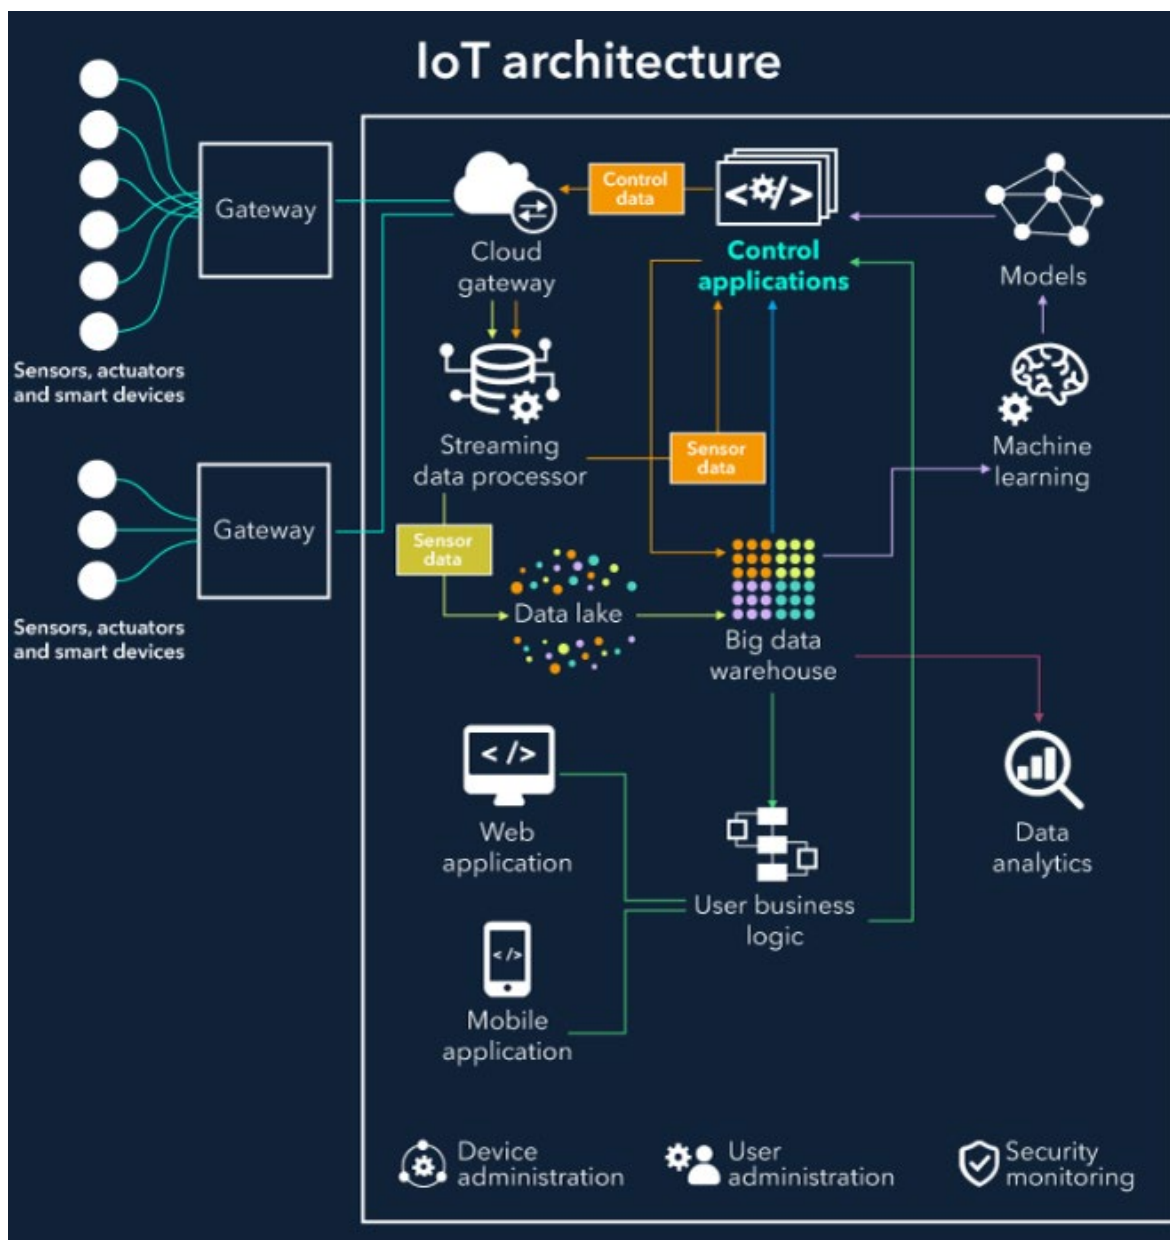 IoT architecture
Gateway
Sensors, actuators
and smart devices
Gateway
Sensors, actuators
and smart devices
Cloud
gateway
Control
data
</>
Control
applications
Models
Streaming
data processor
Sensor
data
Machine
learning
Sensor
data
Data lake
Big data
warehouse
</>
Web
application
User business
logic
Data
analytics
</>
Mobile
application
Device
administration
User
administration
Security
monitoring